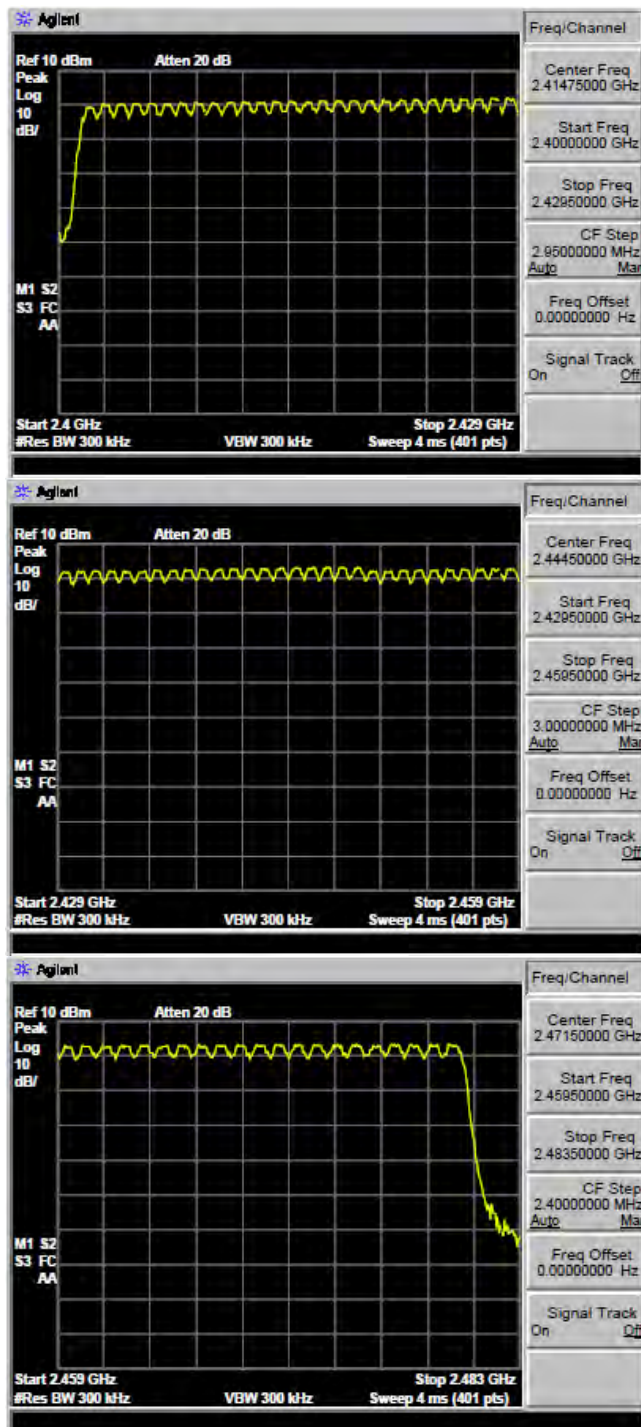 Agilent
Freq/Channel
Ref 10 dBm Atten 20 dB
Peak
Log
10
dB/
Center Freq
2.41475000 GHz
Start Freq
2.40000000 GHz
Stop Freq
2.42950000 GHz
CF Step
2.95000000 MHz
Auto Man
M1 S2
S3 FC
AA
Freq Offset
0.00000000 Hz
Signal Track
On Off
Start 2.4 GHz Stop 2.429 GHz
#Res BW 300 kHz VBW 300 kHz Sweep 4 ms (401 pts)
Agilent
Freq/Channel
Ref 10 dBm Atten 20 dB
Peak
Log
10
dB/
Center Freq
2.44450000 GHz
Start Freq
2.42950000 GHz
Stop Freq
2.45950000 GHz
CF Step
3.00000000 MHz
Auto Man
M1 S2
S3 FC
AA
Freq Offset
0.00000000 Hz
Signal Track
On Off
Start 2.429 GHz Stop 2.459 GHz
#Res BW 300 kHz VBW 300 kHz Sweep 4 ms (401 pts)
Agilent
Freq/Channel
Ref 10 dBm Atten 20 dB
Peak
Log
10
dB/
Center Freq
2.47150000 GHz
Start Freq
2.45950000 GHz
Stop Freq
2.48350000 GHz
CF Step
2.40000000 MHz
Auto Man
M1 S2
S3 FC
AA
Freq Offset
0.00000000 Hz
Signal Track
On Off
Start 2.459 GHz Stop 2.483 GHz
#Res BW 300 kHz VBW 300 kHz Sweep 4 ms (401 pts)